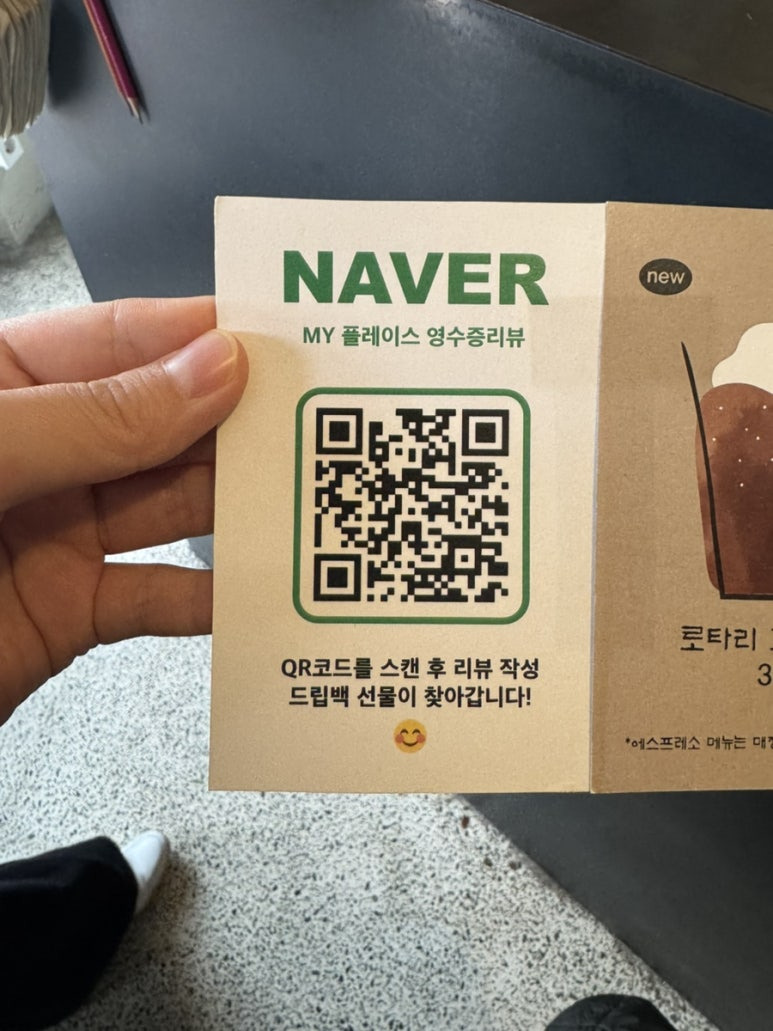 NAVER
MY 플레이스 영수증리뷰
QR코드를 스캔 후 리뷰 작성
드립백 선물이 찾아갑니다!
new
로타리
3
*에스프레소 메뉴는